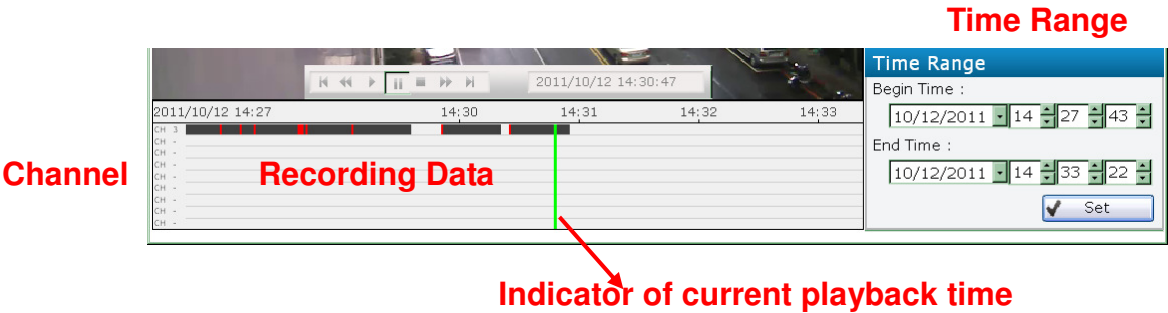 Time Range
Time Range
2011/10/12 14:30:47
Begin Time :
2011/10/12 14:27 14:30 14:31 14:32 14:33
10/12/2011 14 27 43
CH 3
CH -
End Time :
CH -
CH -
10/12/2011 14 33 22
Channel
Recording Data
CH -
CH -
CH -
Set
CH -
CH -
Indicator of current playback time